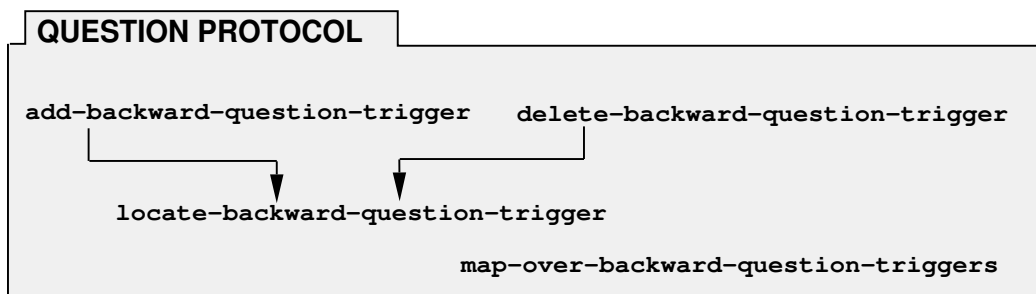 QUESTION PROTOCOL
add-backward-question-trigger delete-backward-question-trigger
locate-backward-question-trigger
map-over-backward-question-triggers